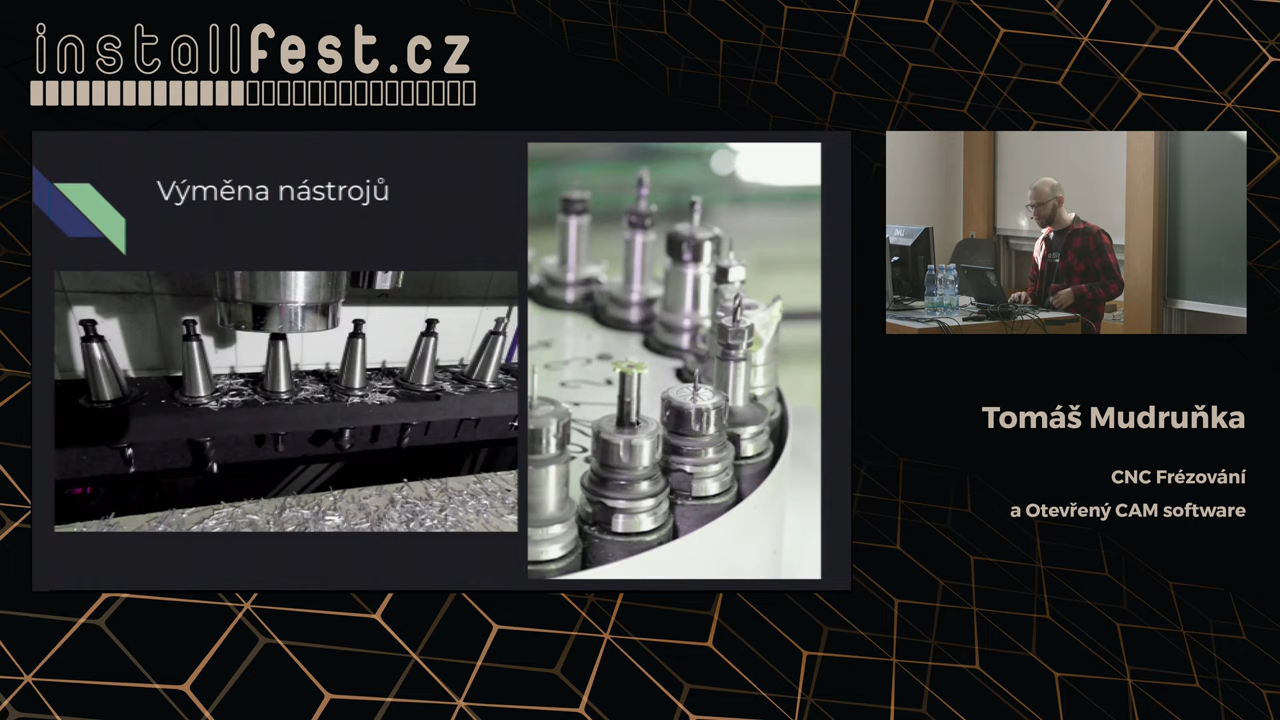 installfest.cz
Výměna nástrojů
Tomáš Mudruňka
CNC Frézování
a Otevřený CAM software